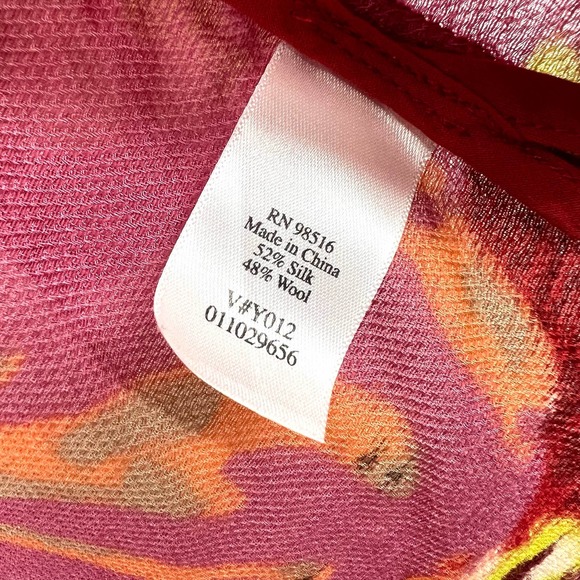 RN 98516
Made in China
52% Silk
48% Wool
V#Y012
011029656